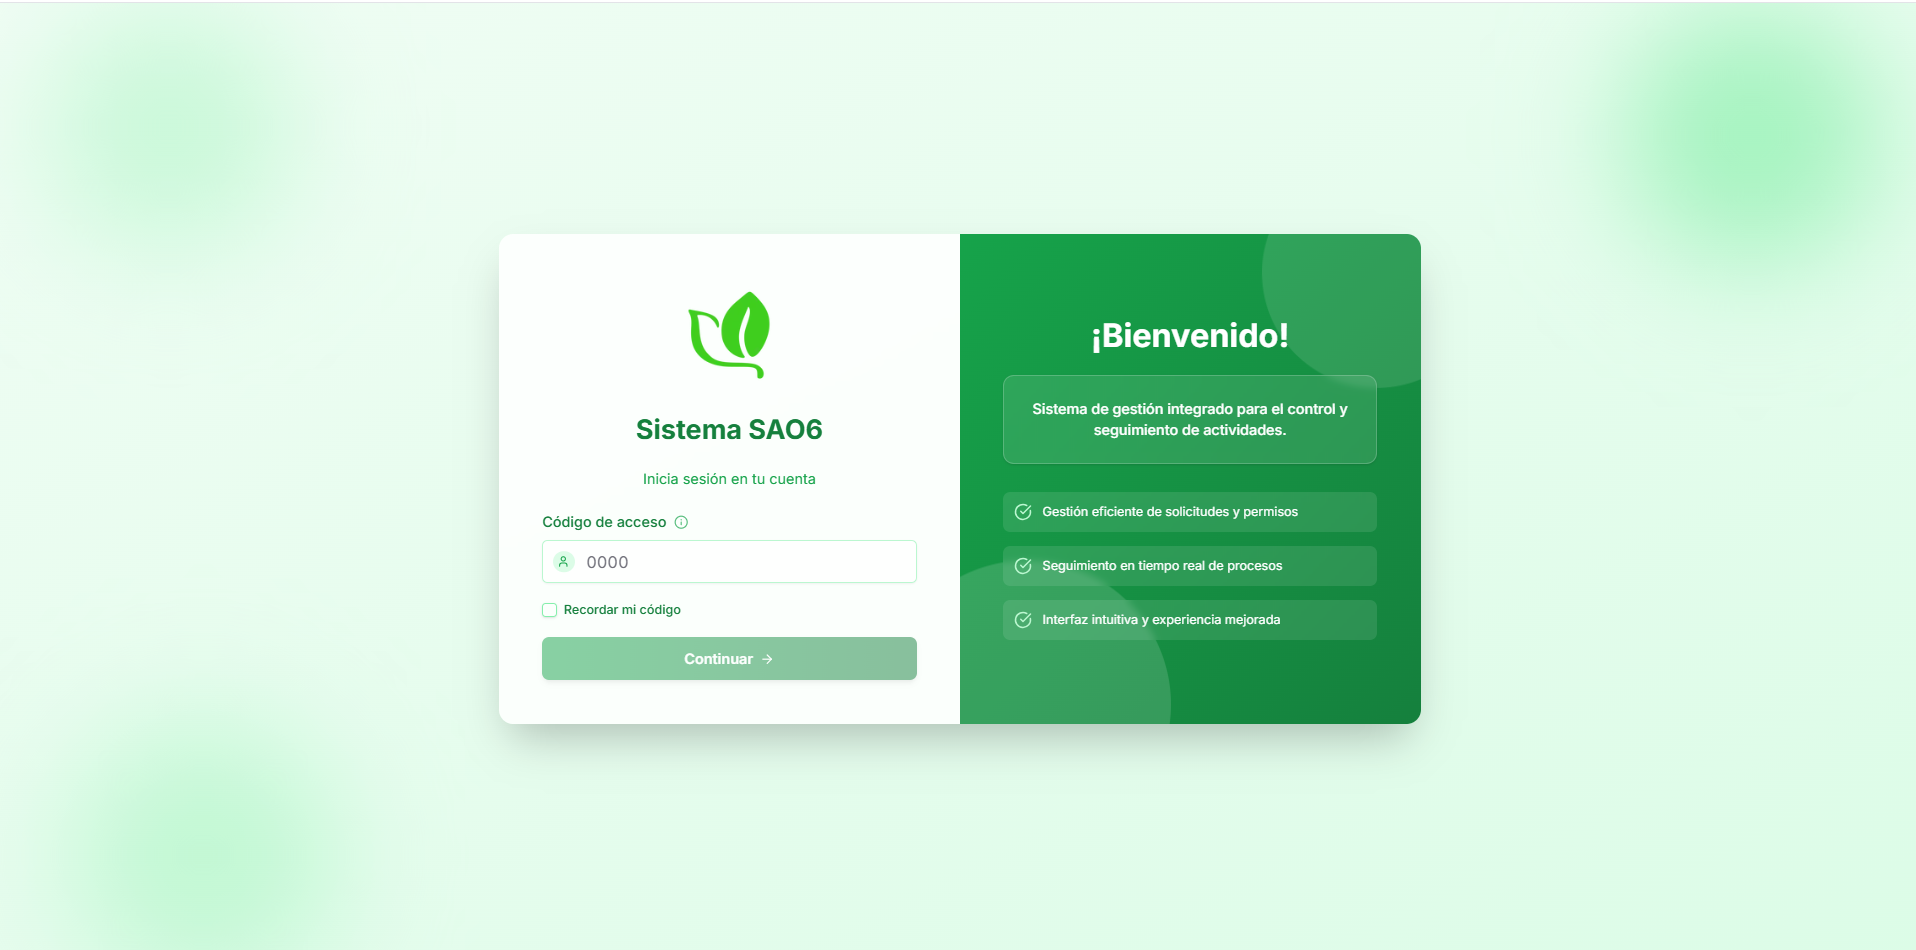 Sistema SAO6
Inicia sesión en tu cuenta
Código de acceso
0000
Recordar mi código
Continuar →
¡Bienvenido!
Sistema de gestión integrado para el control y
seguimiento de actividades.
Gestión eficiente de solicitudes y permisos
Seguimiento en tiempo real de procesos
Interfaz intuitiva y experiencia mejorada